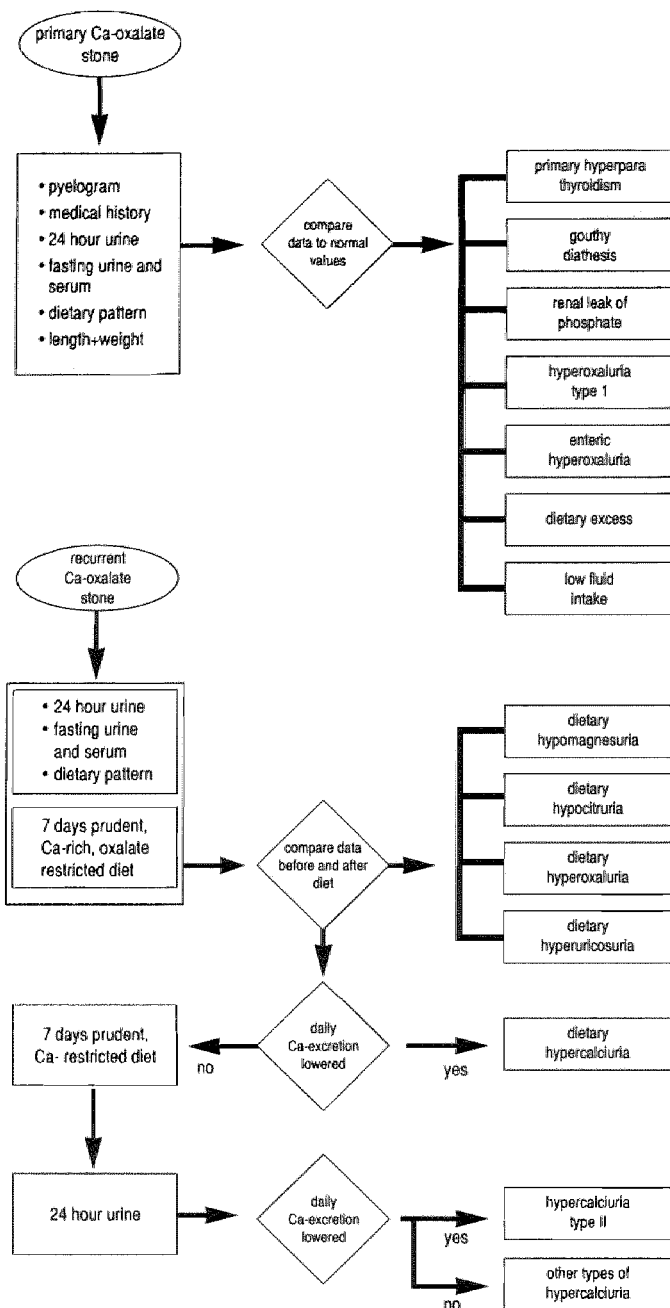 primary Ca-oxalate
stone
• pyelogram
• medical history
• 24 hour urine
• fasting urine and
serum
• dietary pattern
• length+weight
compare
data to normal
values
primary hyperpara
thyroidism
gouthy
diathesis
renal leak of
phosphate
hyperoxaluria
type 1
enteric
hyperoxaluria
dietary excess
low fluid
intake
recurrent
Ca-oxalate
stone
• 24 hour urine
• fasting urine
and serum
• dietary pattern
7 days prudent,
Ca-rich, oxalate
restricted diet
compare data
before and after
diet
dietary
hypomagnesuria
dietary
hypocitruria
dietary
hyperoxaluria
dietary
hyperuricosuria
daily
Ca-excretion
lowered
no
yes
7 days prudent,
Ca- restricted diet
dietary
hypercalciuria
24 hour urine
daily
Ca-excretion
lowered
yes
hypercalciuria
type II
no
other types of
hypercalciuria